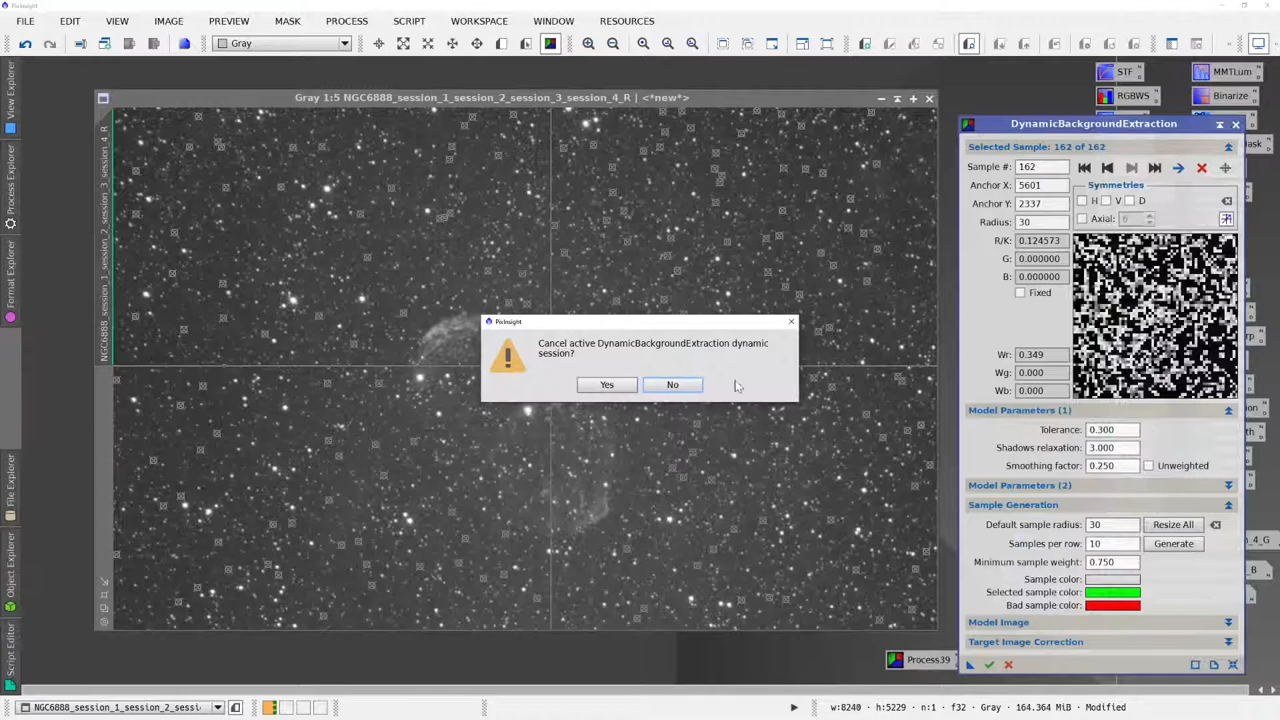 PixInsight
FILE EDIT VIEW IMAGE PREVIEW MASK PROCESS SCRIPT WORKSPACE WINDOW RESOURCES
Gray
View Explorer
Process Explorer
Format Explorer
File Explorer
Object Explorer
Script Editor
Gray 1:5 NGC6888_session_1_session_2_session_3_session_4_R | <*new*>
NGC6888_session_1_session_2_session_3_session_4_R
STF
MMTLum
RGBWS
Binarize
DynamicBackgroundExtraction
ask
Selected Sample: 162 of 162
Sample #: 162
Anchor X: 5601
Symmetries
Anchor Y: 2337
H V D
Radius: 30
Axial: 6
R/K: 0.124573
G: 0.000000
B: 0.000000
Fixed
Wr: 0.349
Wg: 0.000
Wb: 0.000
PixInsight
Cancel active DynamicBackgroundExtraction dynamic
session?
Yes No
Model Parameters (1)
Tolerance: 0.300
Shadows relaxation: 3.000
Smoothing factor: 0.250 Unweighted
Model Parameters (2)
Sample Generation
Default sample radius: 30 Resize All
Samples per row: 10 Generate
Minimum sample weight: 0.750
Sample color:
Selected sample color:
Bad sample color:
Model Image
Target Image Correction
ion
th
n_4_G
_B
Process39
NGC6888_session_1_session_2_sessi
w:8240 · h:5229 · n:1 · f32 · Gray · 164.364 MiB · Modified